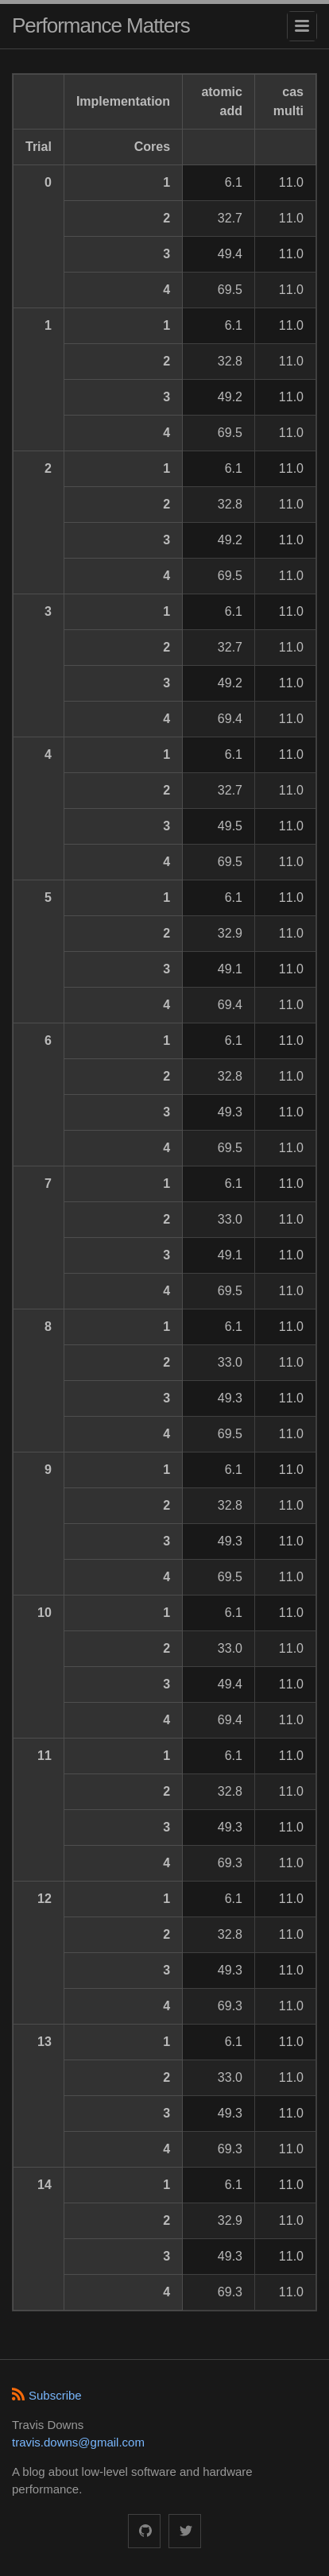 Performance Matters
Implementation atomic add cas multi
Trial Cores
0 1 6.1 11.0
2 32.7 11.0
3 49.4 11.0
4 69.5 11.0
1 1 6.1 11.0
2 32.8 11.0
3 49.2 11.0
4 69.5 11.0
2 1 6.1 11.0
2 32.8 11.0
3 49.2 11.0
4 69.5 11.0
3 1 6.1 11.0
2 32.7 11.0
3 49.2 11.0
4 69.4 11.0
4 1 6.1 11.0
2 32.7 11.0
3 49.5 11.0
4 69.5 11.0
5 1 6.1 11.0
2 32.9 11.0
3 49.1 11.0
4 69.4 11.0
6 1 6.1 11.0
2 32.8 11.0
3 49.3 11.0
4 69.5 11.0
7 1 6.1 11.0
2 33.0 11.0
3 49.1 11.0
4 69.5 11.0
8 1 6.1 11.0
2 33.0 11.0
3 49.3 11.0
4 69.5 11.0
9 1 6.1 11.0
2 32.8 11.0
3 49.3 11.0
4 69.5 11.0
10 1 6.1 11.0
2 33.0 11.0
3 49.4 11.0
4 69.4 11.0
11 1 6.1 11.0
2 32.8 11.0
3 49.3 11.0
4 69.3 11.0
12 1 6.1 11.0
2 32.8 11.0
3 49.3 11.0
4 69.3 11.0
13 1 6.1 11.0
2 33.0 11.0
3 49.3 11.0
4 69.3 11.0
14 1 6.1 11.0
2 32.9 11.0
3 49.3 11.0
4 69.3 11.0
Subscribe
Travis Downs
travis.downs@gmail.com
A blog about low-level software and hardware
performance.